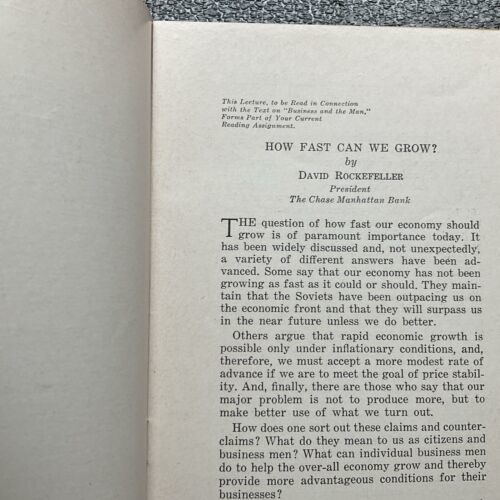 This Lecture, to be Read in Connection
with the Text on "Business and the Man,"
Forms Part of Your Current
Reading Assignment.
HOW FAST CAN WE GROW?
by
DAVID ROCKEFELLER
President
The Chase Manhattan Bank
THE question of how fast our economy should
grow is of paramount importance today. It
has been widely discussed and, not unexpectedly,
a variety of different answers have been ad-
vanced. Some say that our economy has not been
growing as fast as it could or should. They main-
tain that the Soviets have been outpacing us on
the economic front and that they will surpass us
in the near future unless we do better.
Others argue that rapid economic growth is
possible only under inflationary conditions, and,
therefore, we must accept a more modest rate of
advance if we are to meet the goal of price stabil-
ity. And, finally, there are those who say that our
major problem is not to produce more, but to
make better use of what we turn out.
How does one sort out these claims and counter-
claims? What do they mean to us as citizens and
business men? What can individual business men
do to help the over-all economy grow and thereby
provide more advantageous conditions for their
businesses?